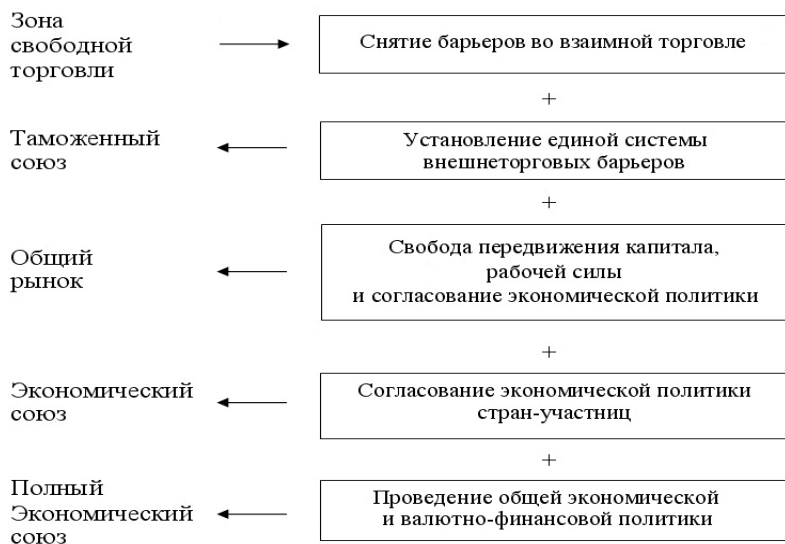 Зона
свободной
торговли
Снятие барьеров во взаимной торговле
+
Таможенный
союз
Установление единой системы
внешнеторговых барьеров
+
Общий
рынок
Свобода передвижения капитала,
рабочей силы
и согласование экономической политики
+
Экономический
союз
Согласование экономической политики
стран-участниц
+
Полный
Экономический
союз
Проведение общей экономической
и валютно-финансовой политики